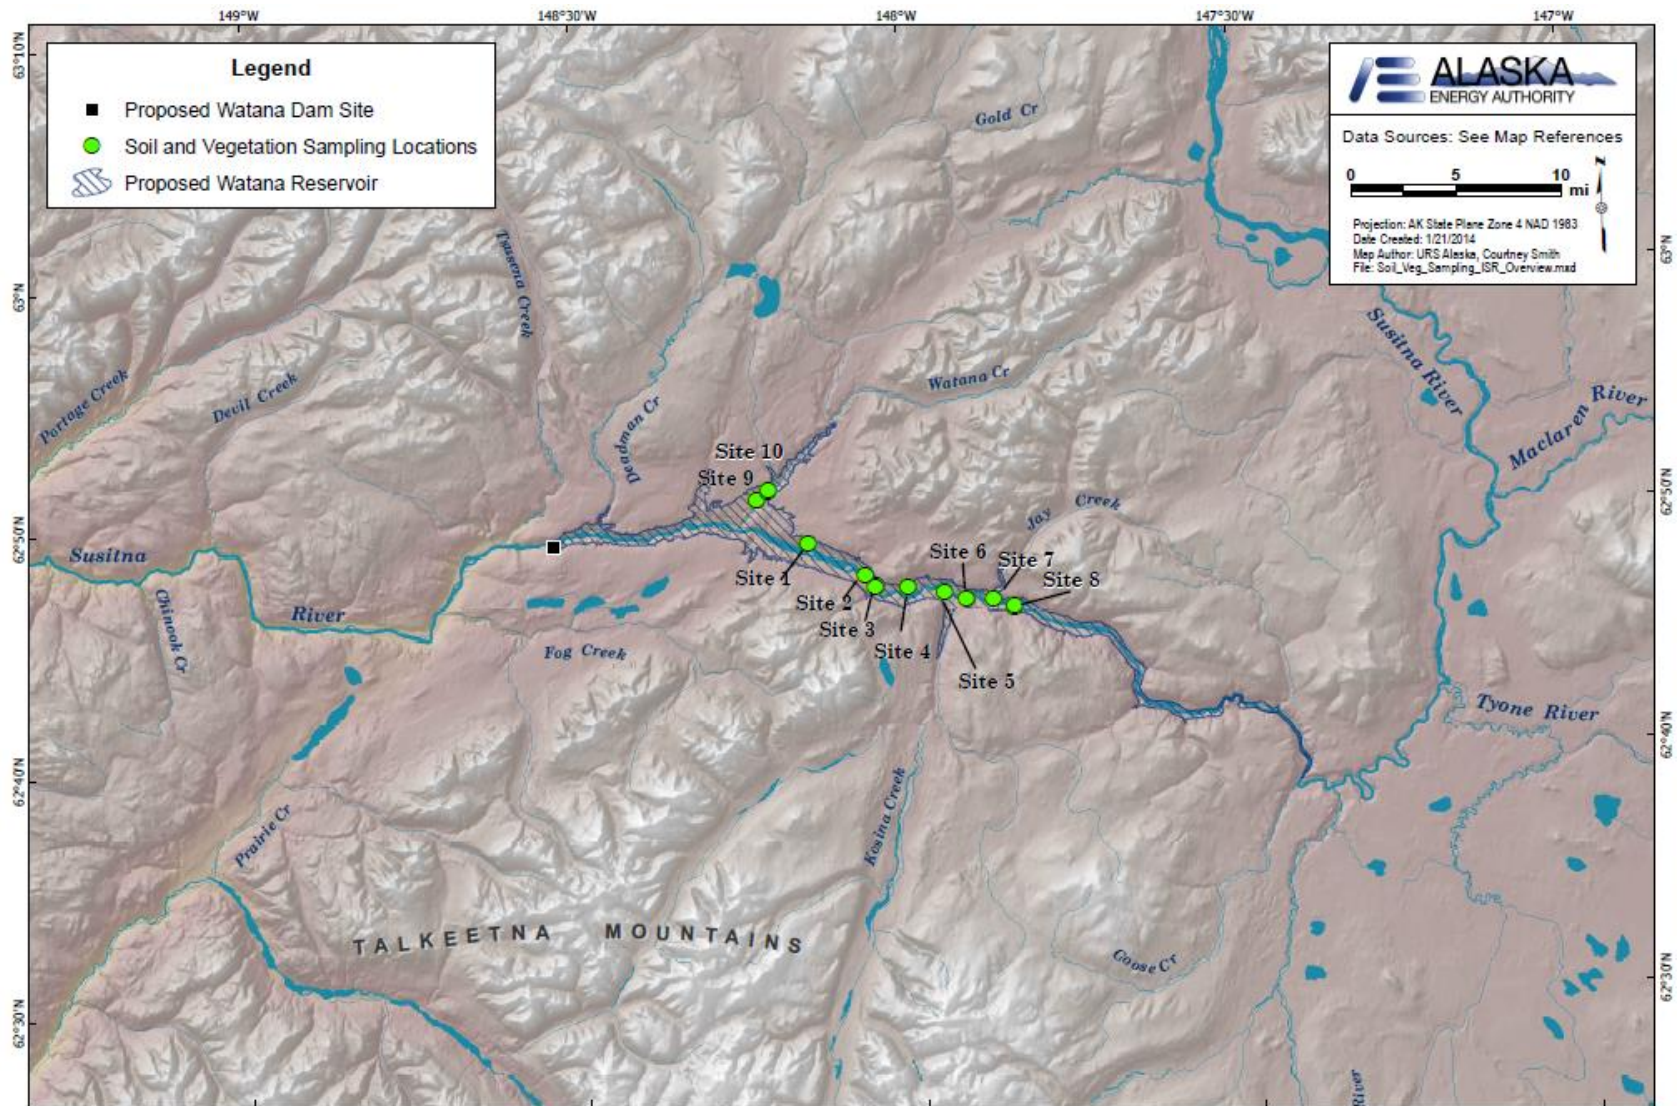 149°W
148°30'W
148°W
147°30'W
147°W
63°10'N
63°N
62°50'N
62°40'N
62°30'N
63°N
62°50'N
62°40'N
62°30'N
Legend
Proposed Watana Dam Site
Soil and Vegetation Sampling Locations
Proposed Watana Reservoir
ALASKA
ENERGY AUTHORITY
Data Sources: See Map References
0 5 10
mi
N
Projection: AK State Plane Zone 4 NAD 1983
Date Created: 1/21/2014
Map Author: URS Alaska, Courtney Smith
File: Soil_Veg_Sampling_ISR_Overview.mxd
Gold Cr
Tsusena Creek
Portage Creek
Devil Creek
Deadman Cr
Watana Cr
Susitna River
Maclaren River
Site 10
Site 9
Jay Creek
Susitna
River
Site 1
Site 2
Site 3
Site 4
Site 5
Site 6
Site 7
Site 8
Chinook Cr
Fog Creek
Tyone River
Prairie Cr
Kosina Creek
TALKEETNA MOUNTAINS
Goose Cr
River